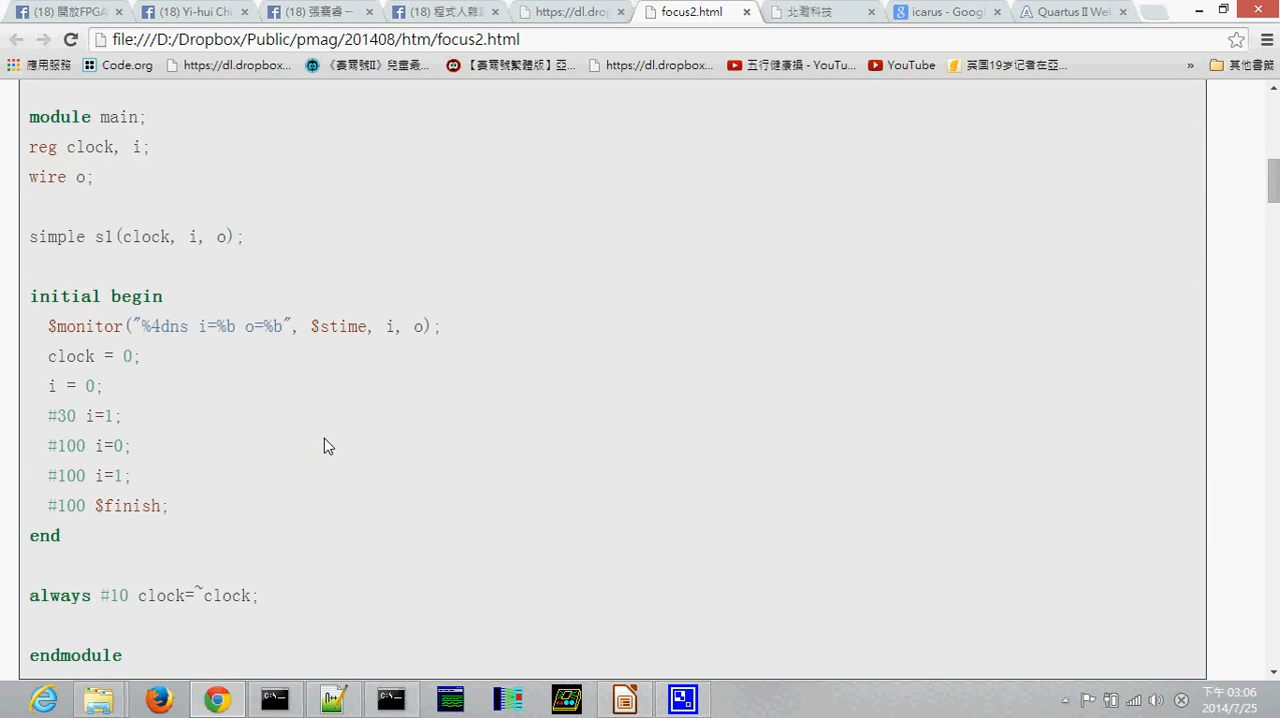 (18) 開放FPGA
(18) Yi-hui Ch
(18) 張騫睿－
(18) 程式人雜
https://dl.dro
focus2.html
北瀚科技
icarus - Goog
Quartus II We
file:///D:/Dropbox/Public/pmag/201408/htm/focus2.html
應用服務
Code.org
https://dl.dropbox...
《賽爾號II》兒童最...
【賽爾號繁體版】亞...
https://dl.dropbox...
五行健康操 - YouTu...
YouTube
英国19岁记者在亞...
»
其他書籤
module main;
reg clock, i;
wire o;
simple s1(clock, i, o);
initial begin
$monitor("%4dns i=%b o=%b", $stime, i, o);
clock = 0;
i = 0;
#30 i=1;
#100 i=0;
#100 i=1;
#100 $finish;
end
always #10 clock=~clock;
endmodule
下午 03:06
2014/7/25